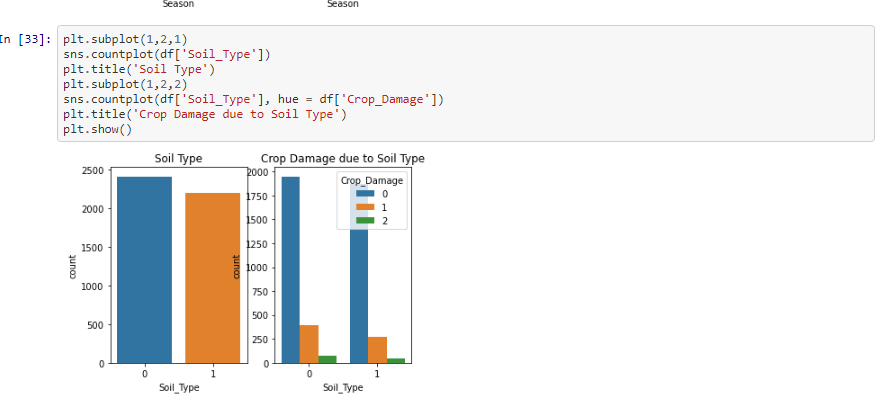 Season Season
In [33]:
plt.subplot(1,2,1)
sns.countplot(df['Soil_Type'])
plt.title('Soil Type')
plt.subplot(1,2,2)
sns.countplot(df['Soil_Type'], hue = df['Crop_Damage'])
plt.title('Crop Damage due to Soil Type')
plt.show()
Soil Type
2500
2000
1500
1000
500
0
count
0 1
Soil_Type
Crop Damage due to Soil Type
2000
1750
1500
1250
1000
750
500
250
0
count
Crop_Damage
0
1
2
0 1
Soil_Type